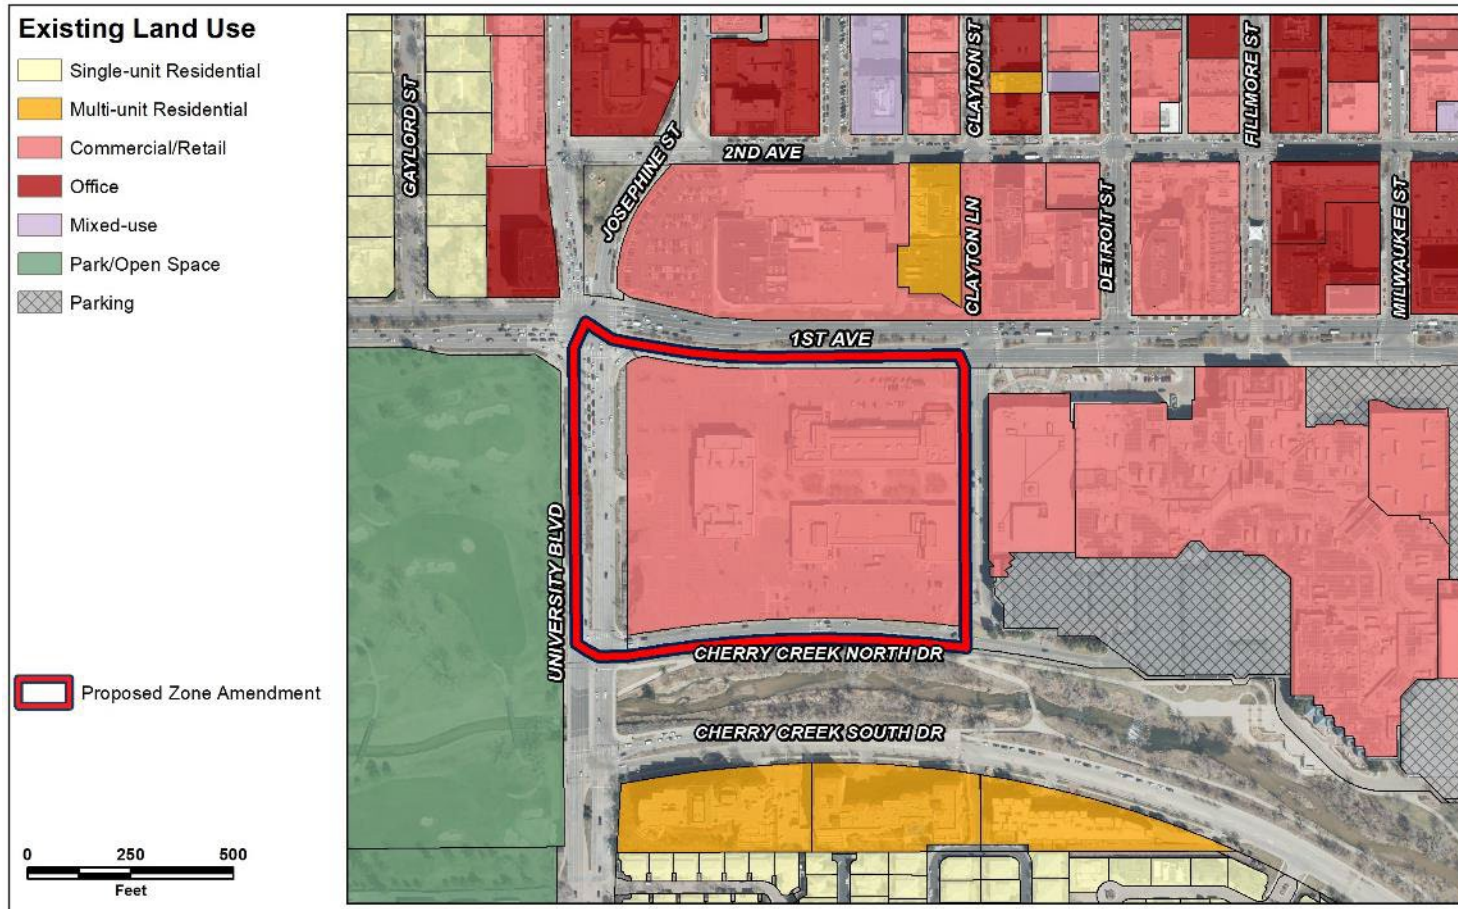 Existing Land Use
Single-unit Residential
Multi-unit Residential
Commercial/Retail
Office
Mixed-use
Park/Open Space
Parking
Proposed Zone Amendment
0 250 500
Feet
GAYLORD ST
JOSEPHINE ST
2ND AVE
CLAYTON ST
CLAYTON LN
DETROIT ST
FILLMORE ST
MILWAUKEE ST
1ST AVE
UNIVERSITY BLVD
CHERRY CREEK NORTH DR
CHERRY CREEK SOUTH DR